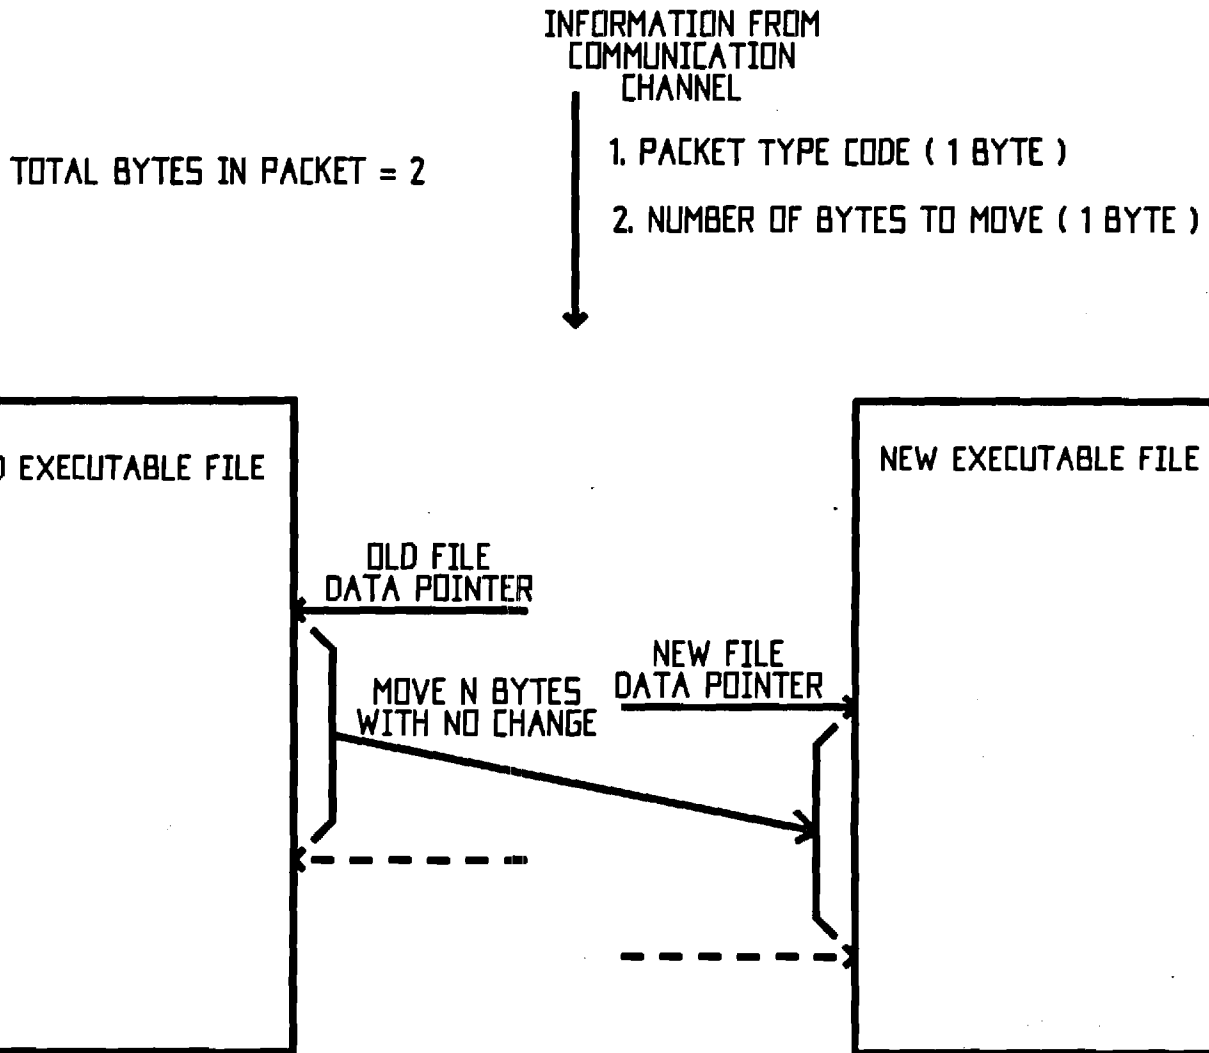 INFORMATION FROM
COMMUNICATION
CHANNEL
TOTAL BYTES IN PACKET = 2
1. PACKET TYPE CODE ( 1 BYTE )
2. NUMBER OF BYTES TO MOVE ( 1 BYTE )
EXECUTABLE FILE
NEW EXECUTABLE FILE
OLD FILE
DATA POINTER
MOVE N BYTES
WITH NO CHANGE
NEW FILE
DATA POINTER